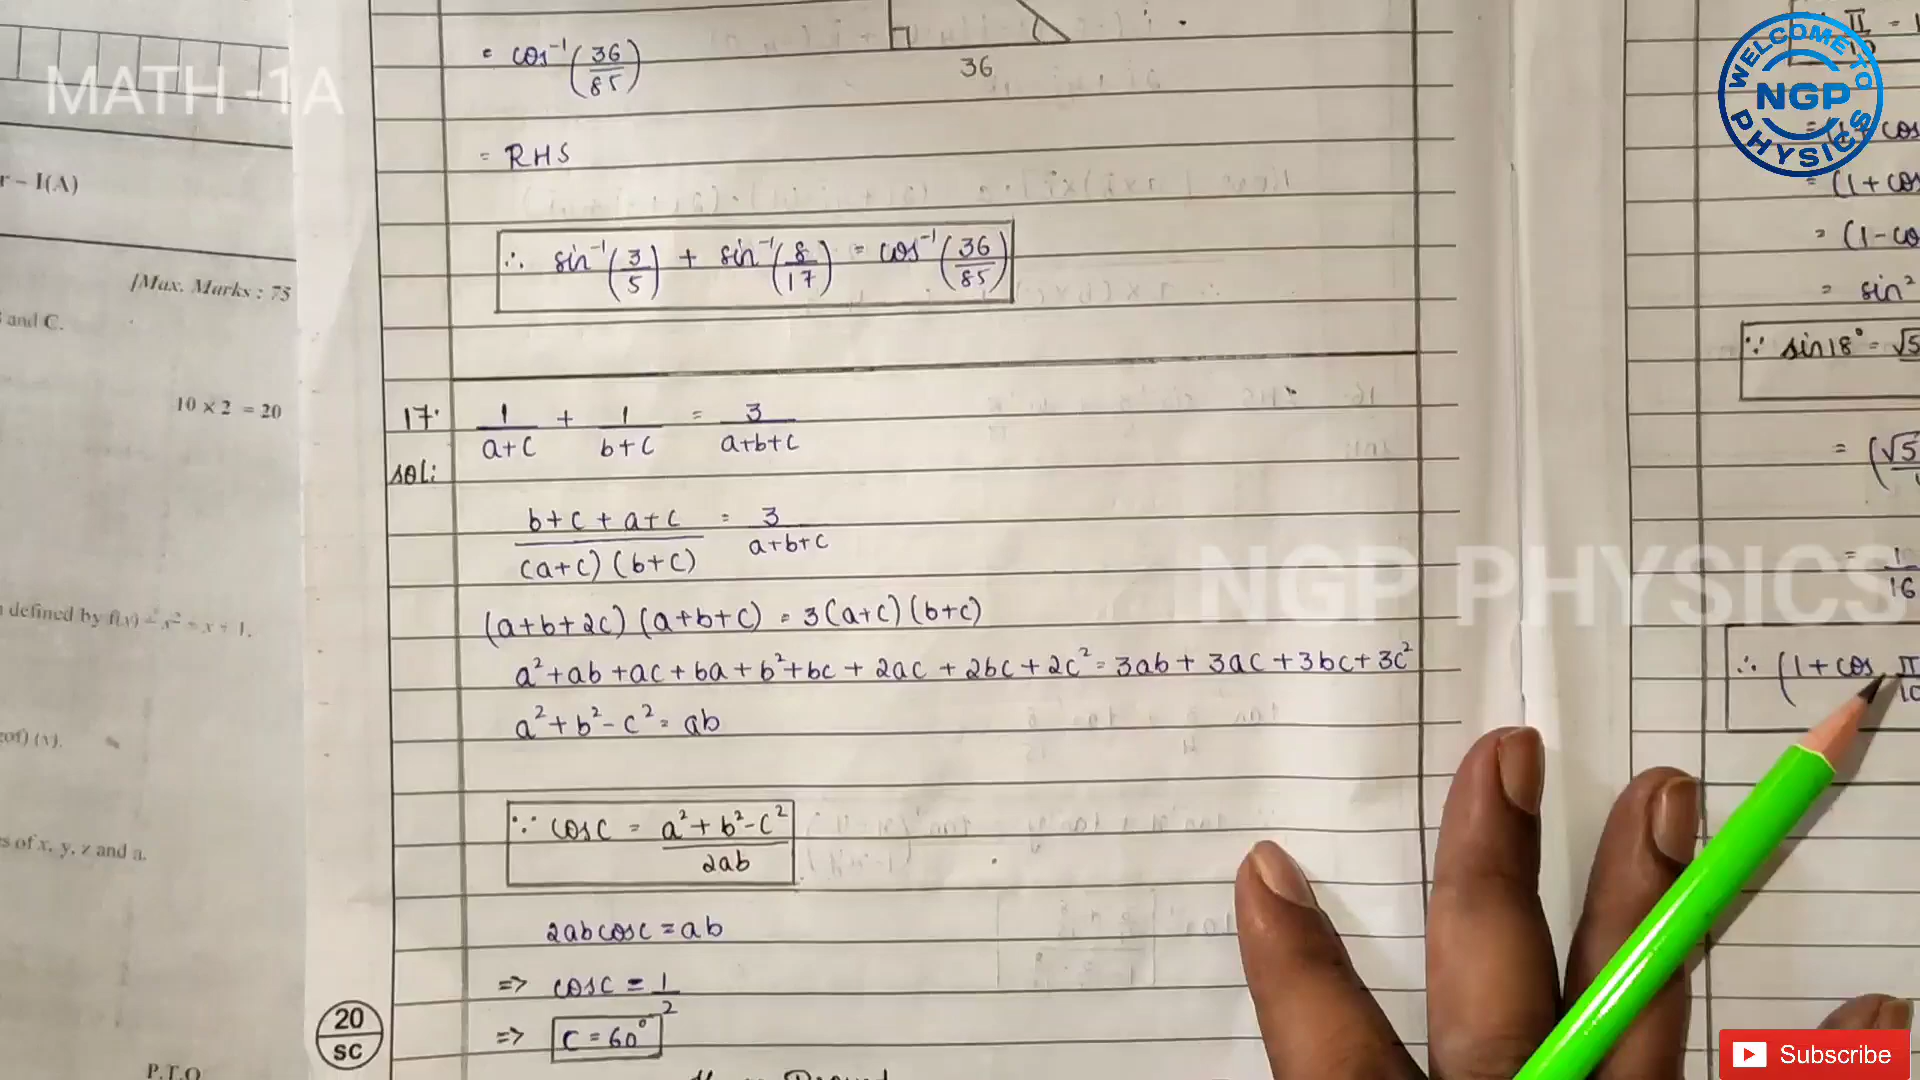 MATH -1A
r – I(A)
[Max. Marks : 75
and C.
10 × 2 = 20
defined by f(x) = x² = x + 1.
gof) (x).
s of x, y, z and a.
P.T.O
20
SC
= cos⁻¹(36/85)
36
= RHS
∴ sin⁻¹(3/5) + sin⁻¹(8/17) = cos⁻¹(36/85)
17. 1/(a+c) + 1/(b+c) = 3/(a+b+c)
sol:
(b+c+a+c)/((a+c)(b+c)) = 3/(a+b+c)
(a+b+2c)(a+b+c) = 3(a+c)(b+c)
a²+ab+ac+ba+b²+bc+2ac+2bc+2c² = 3ab+3ac+3bc+3c²
a²+b²-c² = ab
∵ cosc = (a²+b²-c²)/2ab
2abcosc = ab
⇒ cosc = 1/2
⇒ c = 60°
WELCOME TO
NGP
PHYSICS
= (1+cos
= (1-co
= sin²
∵ sin18° = √5
= (√5
= 1/16
∴ (1+cos π/10
NGP PHYSICS
Subscribe